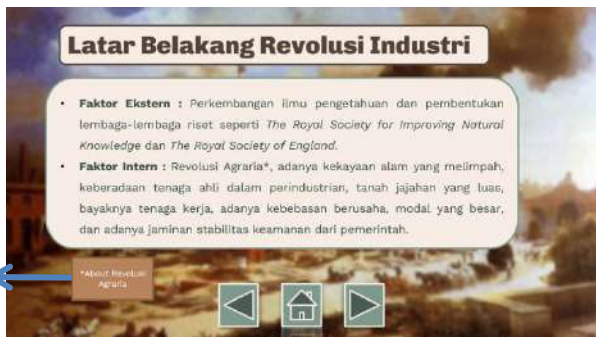 Latar Belakang Revolusi Industri
• Faktor Ekstern : Perkembangan ilmu pengetahuan dan pembentukan
lembaga-lembaga riset seperti The Royal Society for Improving Natural
Knowledge dan The Royal Society of England.
• Faktor Intern : Revolusi Agraria*, adanya kekayaan alam yang melimpah,
keberadaan tenaga ahli dalam perindustrian, tanah jajahan yang luas,
bayaknya tenaga kerja, adanya kebebasan berusaha, modal yang besar,
dan adanya jaminan stabilitas keamanan dari pemerintah.
*About Revolusi
Agraria